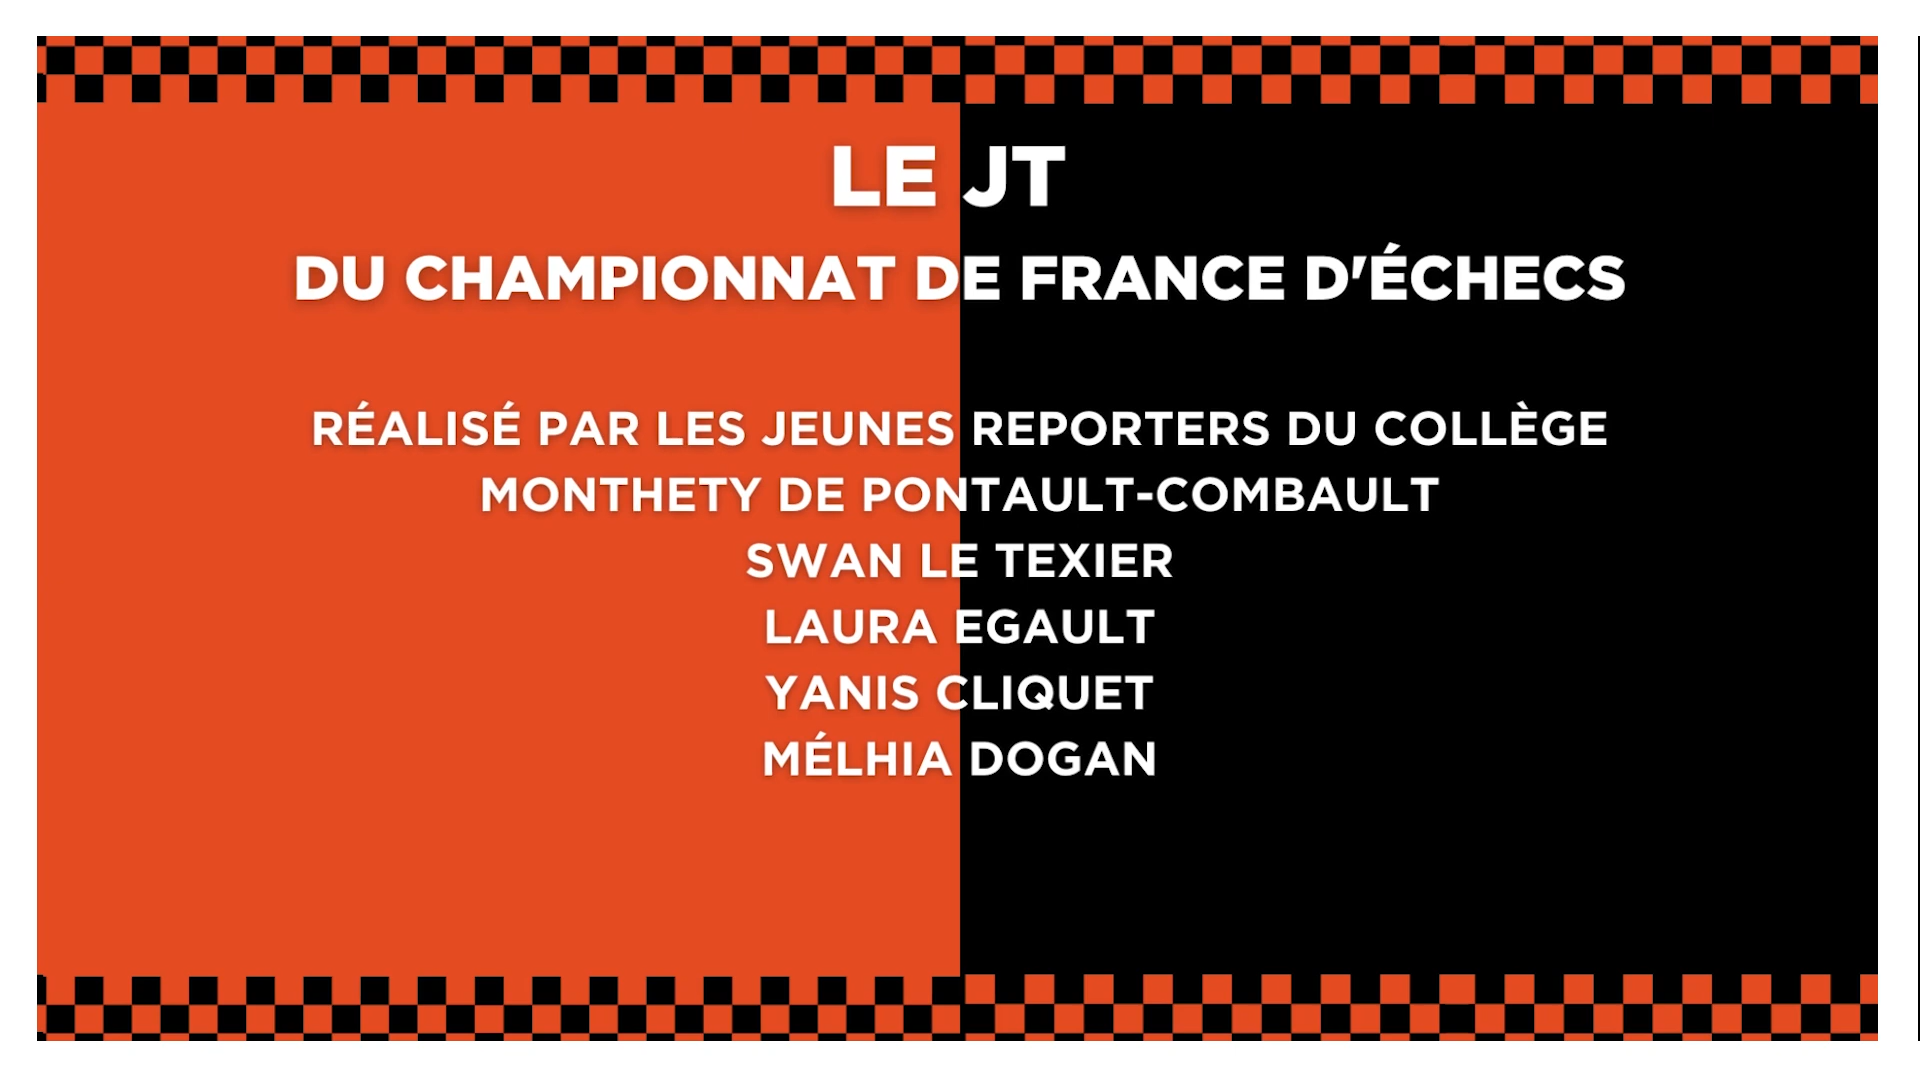 LE JT
DU CHAMPIONNAT DE FRANCE D'ÉCHECS
RÉALISÉ PAR LES JEUNES REPORTERS DU COLLÈGE
MONTHETY DE PONTAULT-COMBAULT
SWAN LE TEXIER
LAURA EGAULT
YANIS CLIQUET
MÉLHIA DOGAN